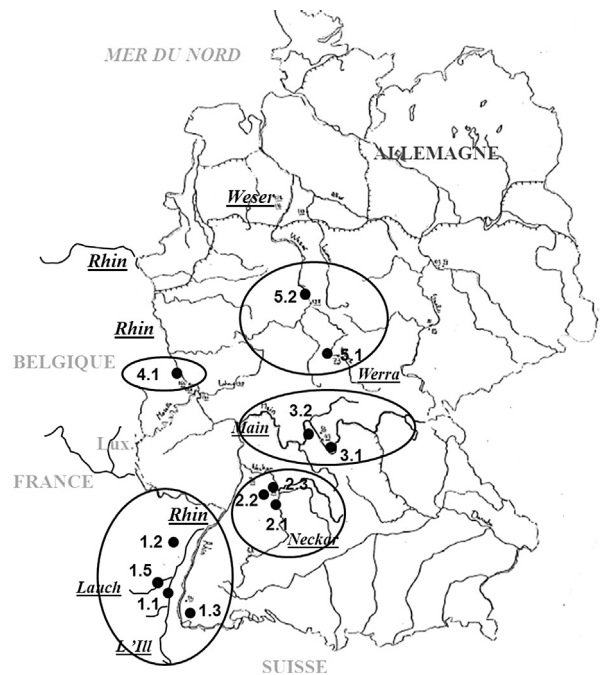 MER DU NORD
ALLEMAGNE
Weser
Rhin
5.2
Rhin
5.1
BELGIQUE
4.1
Werra
3.2
Main
3.1
Lux.
FRANCE
2.3
2.2
Rhin
2.1
1.2
Neckar
1.5
Lauch
1.1
1.3
L'Ill
SUISSE